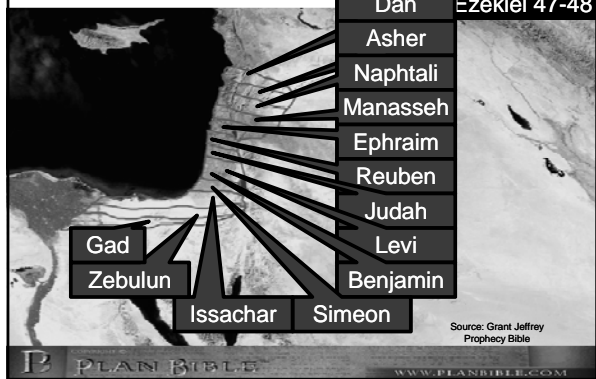 Dan
Ezekiel 47-48
Asher
Naphtali
Manasseh
Ephraim
Reuben
Judah
Levi
Benjamin
Gad
Zebulun
Issachar
Simeon
Source: Grant Jeffrey
Prophecy Bible
PLAN BIBLE
WWW.PLANBIBLE.COM